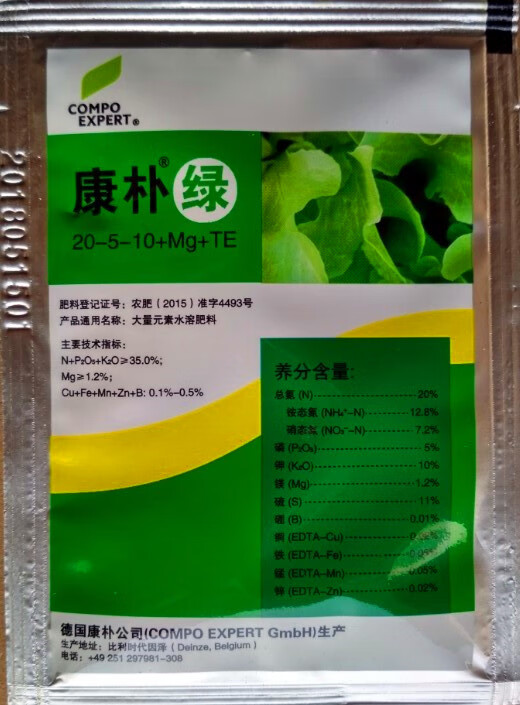 COMPO
EXPERT®
康朴®绿
20-5-10+Mg+TE
2018051501
肥料登记证号：农肥（2015）准字4493号
产品通用名称：大量元素水溶肥料
主要技术指标：
N+P₂O₅+K₂O≥35.0%；
Mg≥1.2%；
Cu+Fe+Mn+Zn+B: 0.1%-0.5%
养分含量：
总氮 (N) 20%
铵态氮 (NH₄⁺-N) 12.8%
硝态氮 (NO₃⁻-N) 7.2%
磷 (P₂O₅) 5%
钾 (K₂O) 10%
镁 (Mg) 1.2%
硫 (S) 11%
硼 (B) 0.01%
铜 (EDTA-Cu)
铁 (EDTA-Fe)
锰 (EDTA-Mn) 0.05%
锌 (EDTA-Zn) 0.02%
德国康朴公司(COMPO EXPERT GmbH)生产
生产地址：比利时代因泽（Deinze, Belgium）
电话：+49 251 297981-308